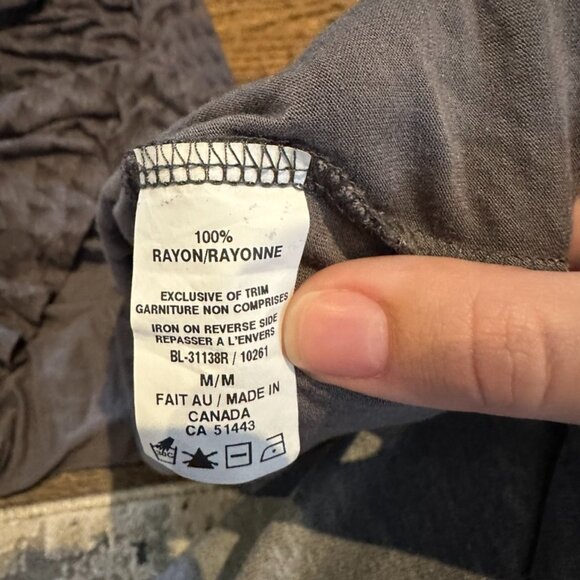 100%
RAYON/RAYONNE
EXCLUSIVE OF TRIM
GARNITURE NON COMPRISES
IRON ON REVERSE SIDE
REPASSER A L'ENVERS
BL-31138R / 10261
M/M
FAIT AU / MADE IN
CANADA
CA 51443